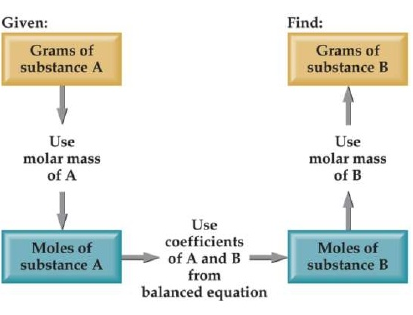 Given:
Find:
Grams of
substance A
Grams of
substance B
Use
molar mass
of A
Use
molar mass
of B
Moles of
substance A
Use
coefficients
of A and B
from
balanced equation
Moles of
substance B